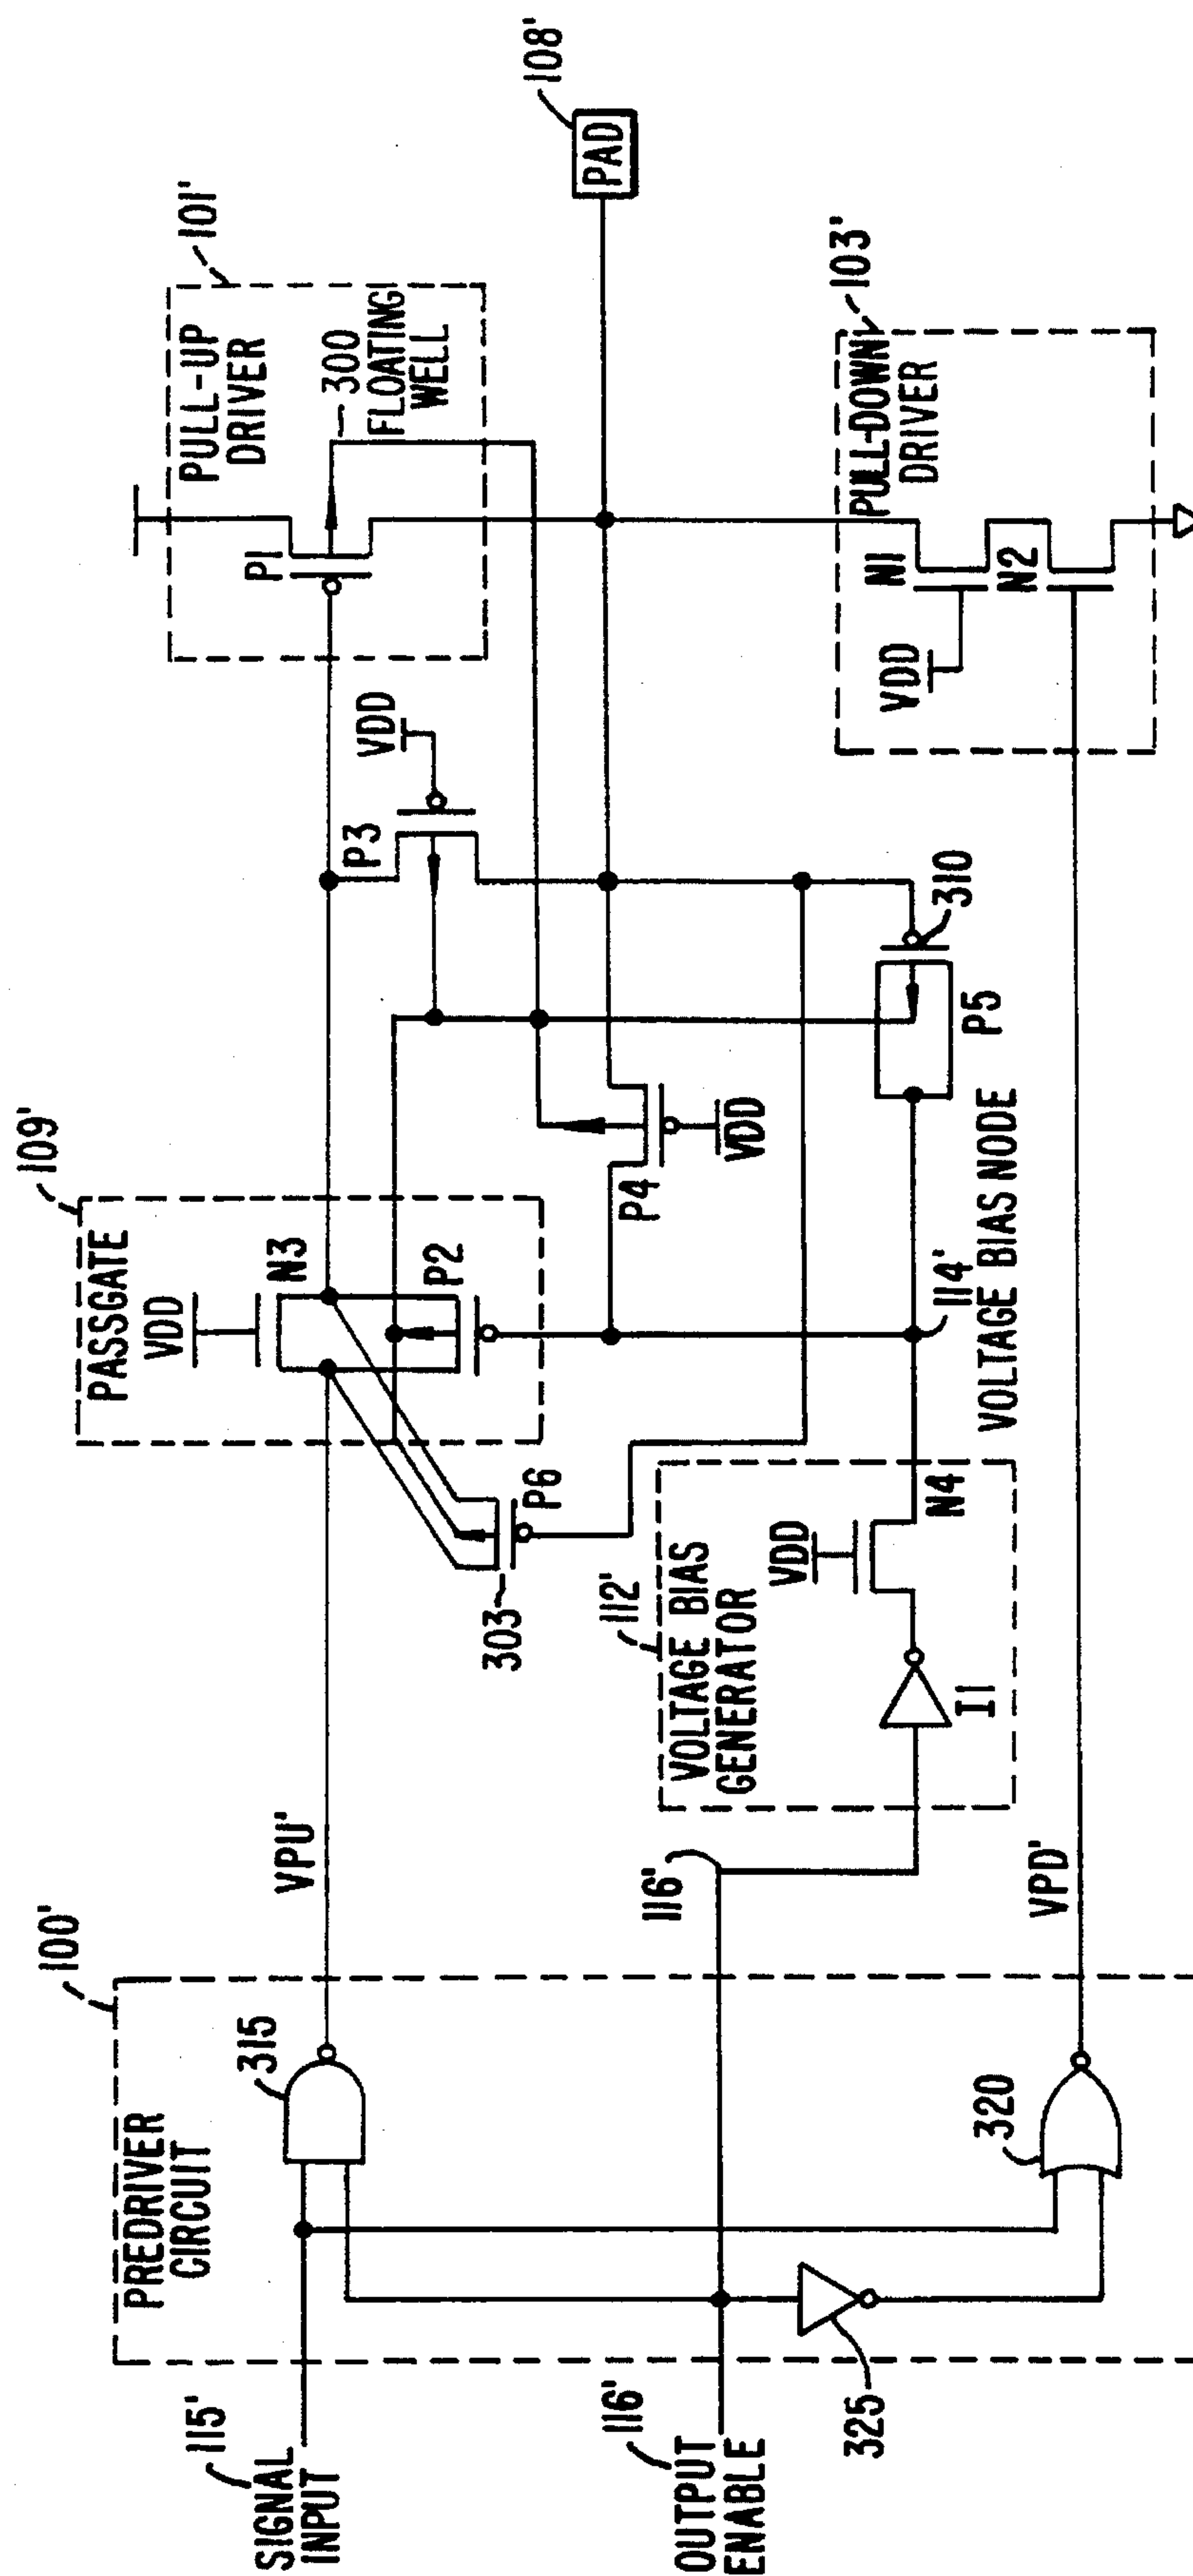 SIGNAL
INPUT
115'
OUTPUT
ENABLE
116'
PREDRIVER
CIRCUIT
100'
315
320
325
VPU'
116'
VPD'
VOLTAGE BIAS
GENERATOR
112'
I1
VDD
N4
303
P6
PASSGATE
109'
VDD
N3
P2
P4
VDD
114'
VOLTAGE BIAS NODE
P5
310
P3
VDD
PULL-UP
DRIVER
101'
P1
300
FLOATING
WELL
PULL-DOWN
DRIVER
103'
VDD
N1
N2
PAD
108'